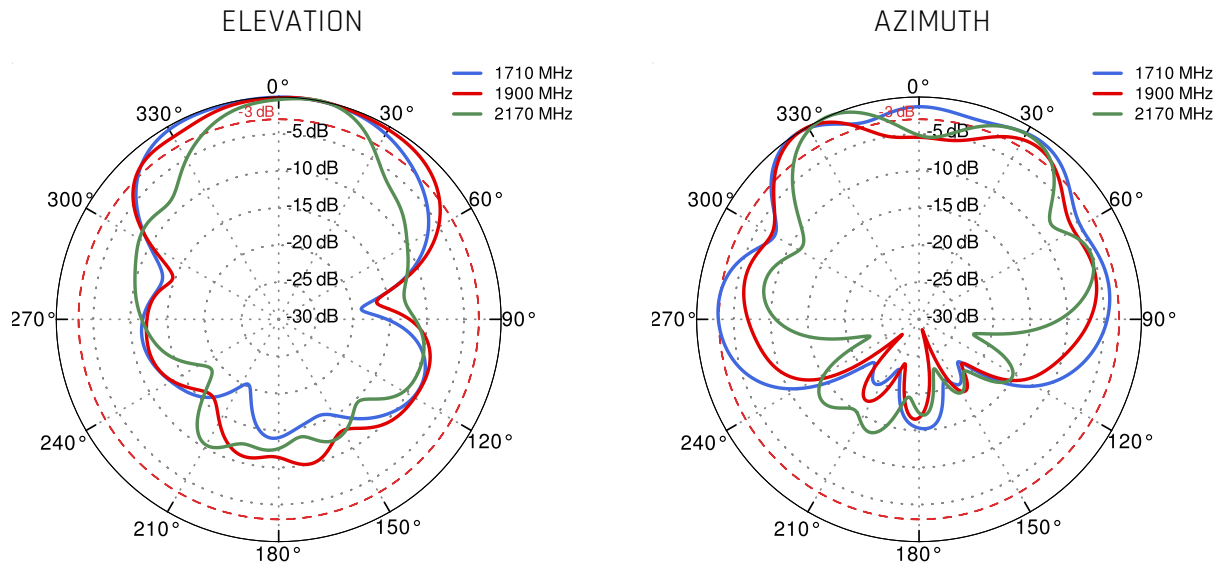 ELEVATION
1710 MHz
1900 MHz
2170 MHz
0°
330°
-3 dB
30°
-5 dB
-10 dB
300°
60°
-15 dB
-20 dB
-25 dB
270°
-30 dB
90°
240°
120°
210°
150°
180°
AZIMUTH
1710 MHz
1900 MHz
2170 MHz
0°
330°
-3 dB
30°
-5 dB
-10 dB
300°
60°
-15 dB
-20 dB
-25 dB
270°
-30 dB
90°
240°
120°
210°
150°
180°